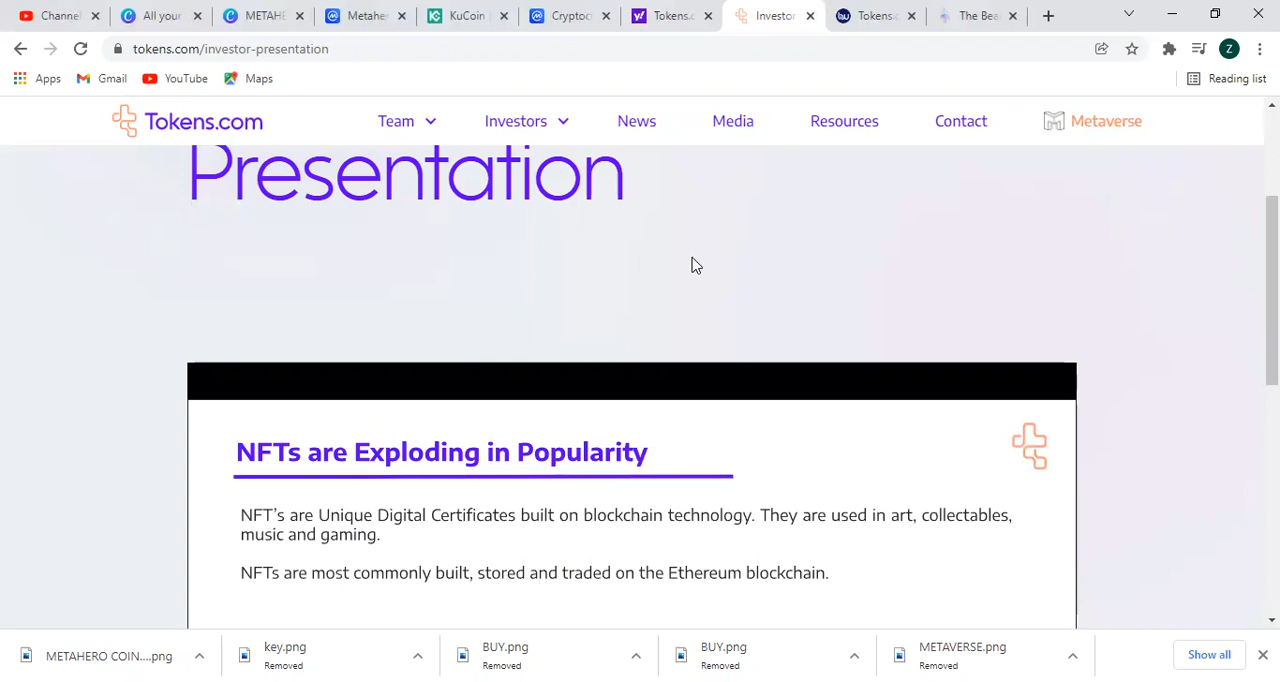 Channel
All your
METAHE
Metahe
KuCoin
Cryptoc
Tokens.c
Investor
Tokens.c
The Bea
tokens.com/investor-presentation
Z
Apps
Gmail
YouTube
Maps
Reading list
Tokens.com
Team
Investors
News
Media
Resources
Contact
Metaverse
Presentation
NFTs are Exploding in Popularity
NFT's are Unique Digital Certificates built on blockchain technology. They are used in art, collectables,
music and gaming.
NFTs are most commonly built, stored and traded on the Ethereum blockchain.
METAHERO COIN....png
key.png
Removed
BUY.png
Removed
BUY.png
Removed
METAVERSE.png
Removed
Show all